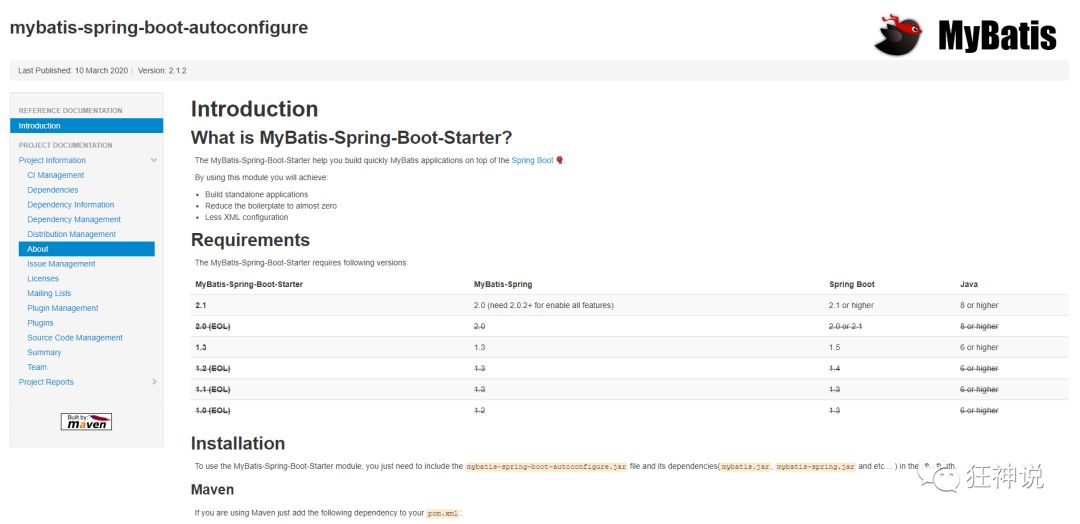 mybatis-spring-boot-autoconfigure
MyBatis
Last Published: 10 March 2020 | Version: 2.1.2
REFERENCE DOCUMENTATION
Introduction
PROJECT DOCUMENTATION
Project Information
CI Management
Dependencies
Dependency Information
Dependency Management
Distribution Management
About
Issue Management
Licenses
Mailing Lists
Plugin Management
Plugins
Source Code Management
Summary
Team
Project Reports
Built by:
maven
Introduction
What is MyBatis-Spring-Boot-Starter?
The MyBatis-Spring-Boot-Starter help you build quickly MyBatis applications on top of the Spring Boot .
By using this module you will achieve:
• Build standalone applications
• Reduce the boilerplate to almost zero
• Less XML configuration
Requirements
The MyBatis-Spring-Boot-Starter requires following versions:
MyBatis-Spring-Boot-Starter MyBatis-Spring Spring Boot Java
2.1 2.0 (need 2.0.2+ for enable all features) 2.1 or higher 8 or higher
2.0 (EOL) 2.0 2.0 or 2.1 8 or higher
1.3 1.3 1.5 6 or higher
1.2 (EOL) 1.3 1.4 6 or higher
1.1 (EOL) 1.3 1.3 6 or higher
1.0 (EOL) 1.2 1.3 6 or higher
Installation
To use the MyBatis-Spring-Boot-Starter module, you just need to include the mybatis-spring-boot-autoconfigure.jar file and its dependencies(mybatis.jar, mybatis-spring.jar and etc ...) in the
狂神说
Maven
If you are using Maven just add the following dependency to your pom.xml: